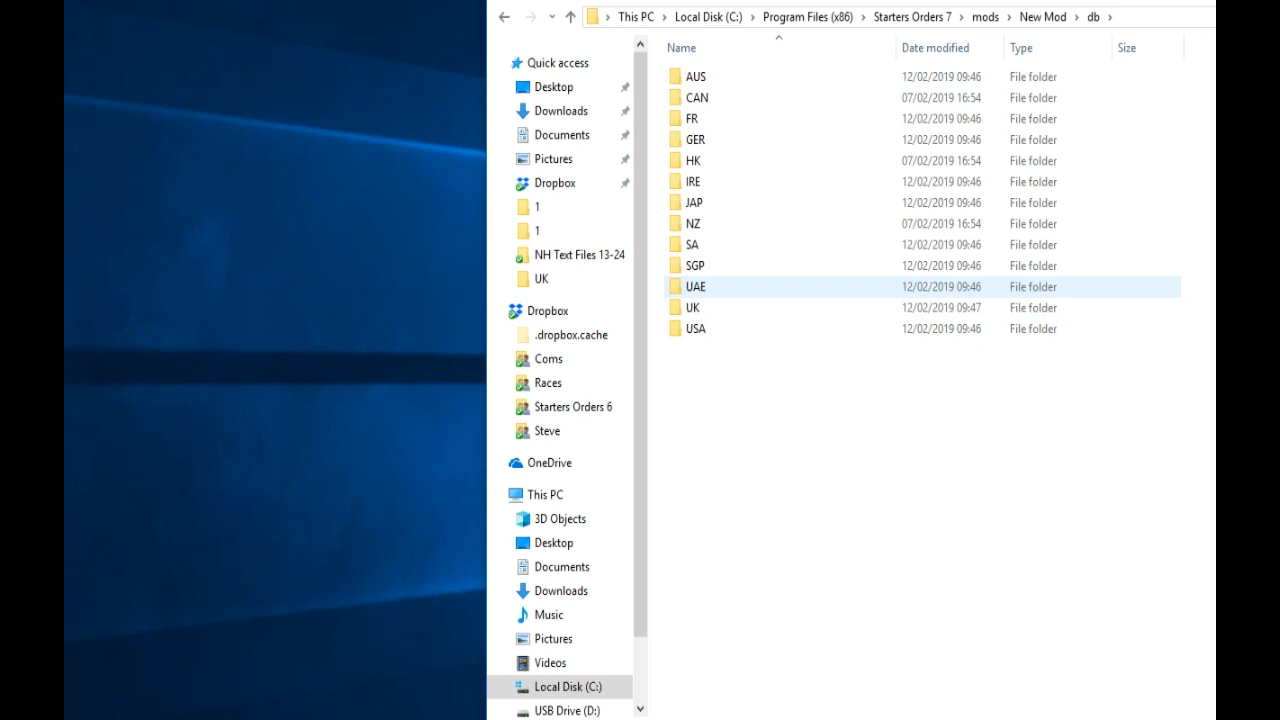 This PC > Local Disk (C:) > Program Files (x86) > Starters Orders 7 > mods > New Mod > db >
Name Date modified Type Size
Quick access
Desktop
Downloads
Documents
Pictures
Dropbox
1
1
NH Text Files 13-24
UK
Dropbox
.dropbox.cache
Coms
Races
Starters Orders 6
Steve
OneDrive
This PC
3D Objects
Desktop
Documents
Downloads
Music
Pictures
Videos
Local Disk (C:)
USB Drive (D:)
AUS 12/02/2019 09:46 File folder
CAN 07/02/2019 16:54 File folder
FR 12/02/2019 09:46 File folder
GER 12/02/2019 09:46 File folder
HK 07/02/2019 16:54 File folder
IRE 12/02/2019 09:46 File folder
JAP 12/02/2019 09:46 File folder
NZ 07/02/2019 16:54 File folder
SA 12/02/2019 09:46 File folder
SGP 12/02/2019 09:46 File folder
UAE 12/02/2019 09:46 File folder
UK 12/02/2019 09:47 File folder
USA 12/02/2019 09:46 File folder